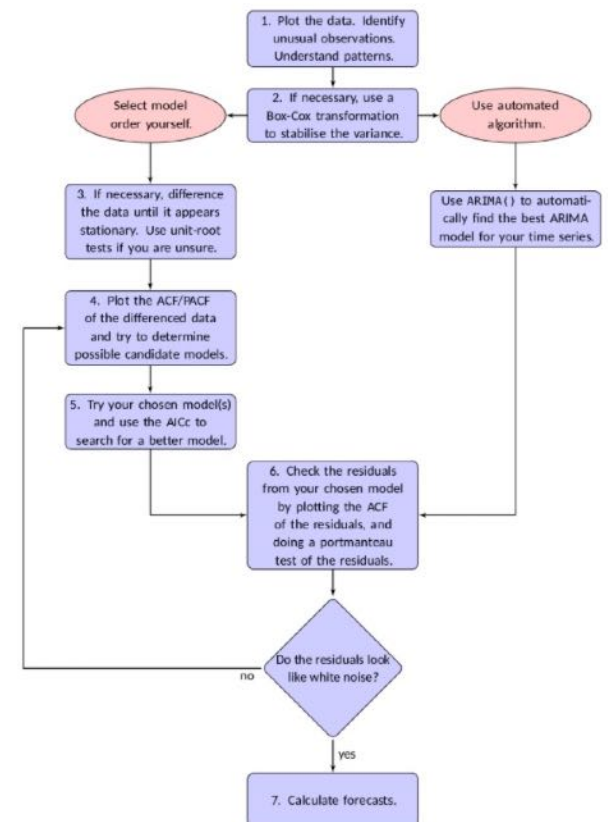 1. Plot the data. Identify
unusual observations.
Understand patterns.
Select model
order yourself.
2. If necessary, use a
Box-Cox transformation
to stabilise the variance.
Use automated
algorithm.
3. If necessary, difference
the data until it appears
stationary. Use unit-root
tests if you are unsure.
Use ARIMA() to automati-
cally find the best ARIMA
model for your time series.
4. Plot the ACF/PACF
of the differenced data
and try to determine
possible candidate models.
5. Try your chosen model(s)
and use the AICc to
search for a better model.
6. Check the residuals
from your chosen model
by plotting the ACF
of the residuals, and
doing a portmanteau
test of the residuals.
Do the residuals look
like white noise?
no
yes
7. Calculate forecasts.